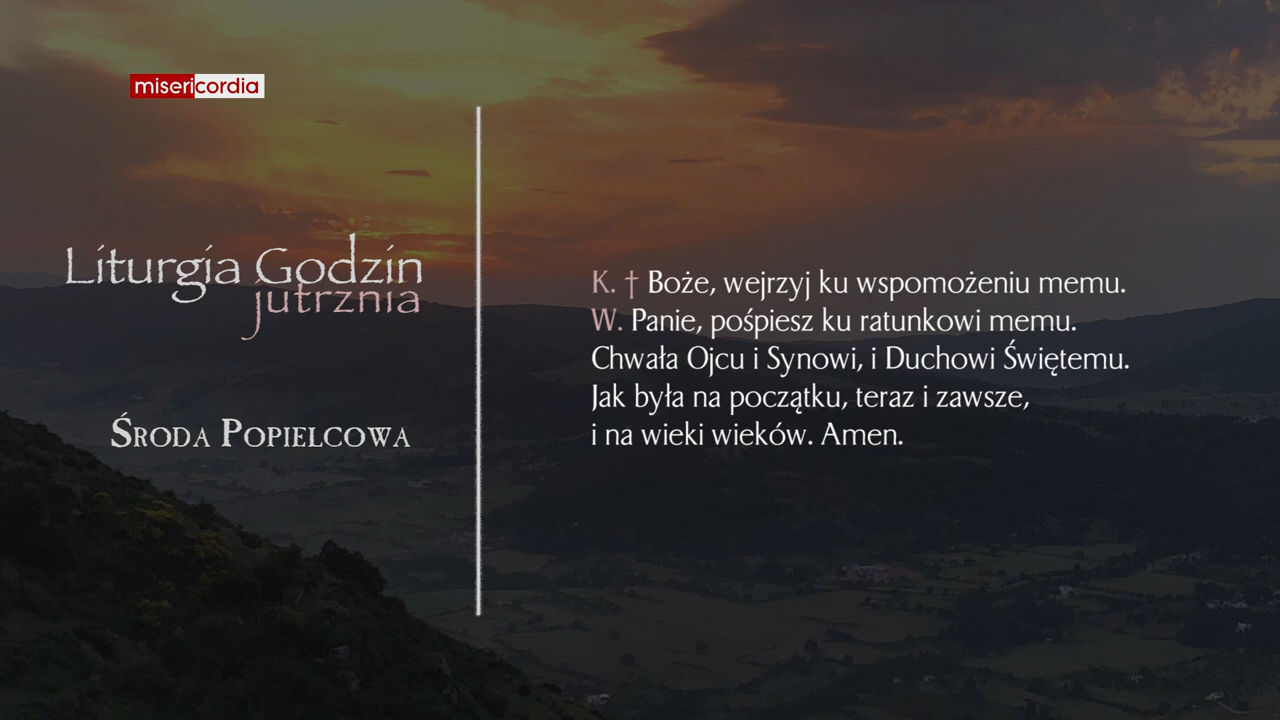 misericordia
Liturgia Godzin
jutrznia
Środa Popielcowa
K. † Boże, wejrzyj ku wspomożeniu memu.
W. Panie, pośpiesz ku ratunkowi memu.
Chwała Ojcu i Synowi, i Duchowi Świętemu.
Jak była na początku, teraz i zawsze,
i na wieki wieków. Amen.